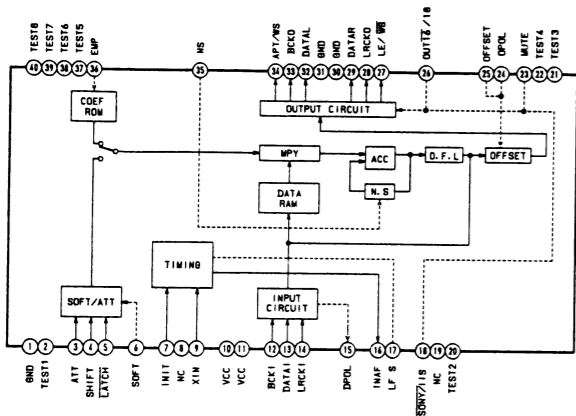 TEST8
TEST7
TEST6
TEST5
EMP
NS
APT/WS
BCKO
DATAL
GND
GND
DATAR
LRCKO
LE/WS
OUT16/18
OFFSET
OPOL
MUTE
TEST4
TEST3
40 39 38 37 36 35 34 33 32 31 30 29 28 27 26 25 24 23 22 21
COEF
ROM
OUTPUT CIRCUIT
MPY
ACC
D.F.L
OFFSET
DATA
RAM
N.S
TIMING
SOFT/ATT
INPUT
CIRCUIT
1 2 3 4 5 6 7 8 9 10 11 12 13 14 15 16 17 18 19 20
GND
TEST1
ATT
SHIFT
LATCH
SOFT
INIT
NC
XIN
VCC
VCC
BCKI
DATAI
LRCKI
DPOL
INAF
LF S
SONY/IIS
NC
TEST2